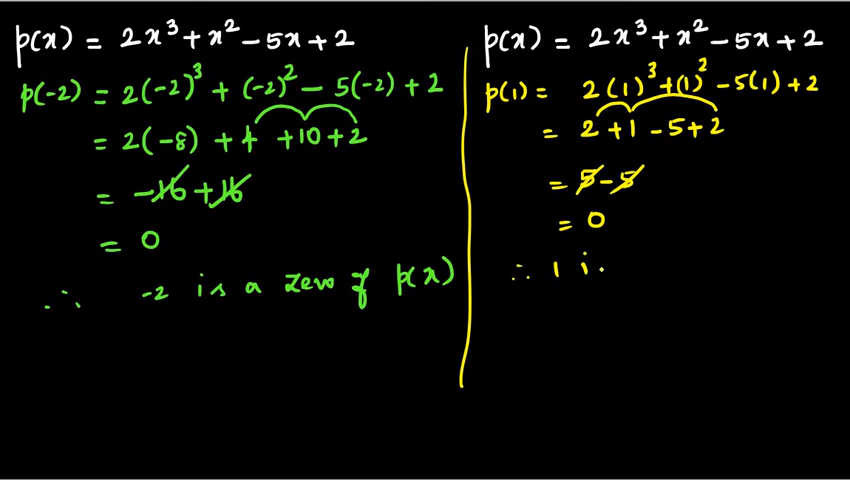 p(x) = 2x³ + x² - 5x + 2
p(-2) = 2(-2)³ + (-2)² - 5(-2) + 2
= 2(-8) + 4 + 10 + 2
= -16 + 16
= 0
∴ -2 is a zero of p(x)
p(x) = 2x³ + x² - 5x + 2
p(1) = 2(1)³ + (1)² - 5(1) + 2
= 2 + 1 - 5 + 2
= 5 - 5
= 0
∴ 1 i